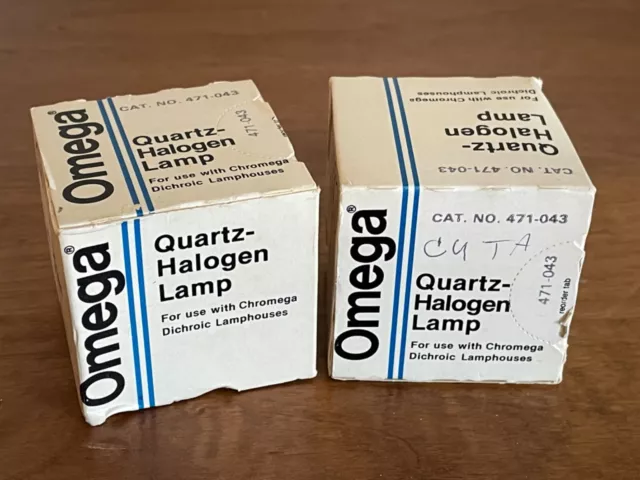 Omega®
CAT. NO. 471-043
Quartz-
Halogen
Lamp
For use with Chromega
Dichroic Lamphouses
471-043
Omega®
Quartz-
Halogen
Lamp
For use with Chromega
Dichroic Lamphouses
CAT. NO. 471-043
Quartz-
Halogen
Lamp
For use with Chromega
Dichroic Lamphouses
Omega®
CAT. NO. 471-043
Quartz-
Halogen
Lamp
For use with Chromega
Dichroic Lamphouses
471-043
reorder tab